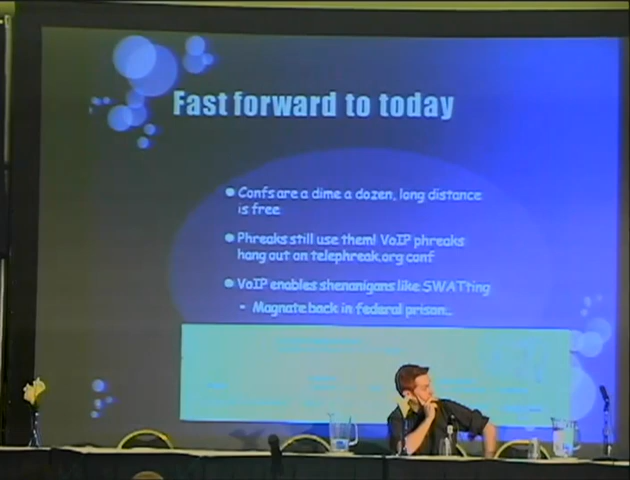 Fast forward to today
Confs are a dime a dozen, long distance
is free
Phreaks still use them! VoIP phreaks
hang out on telephreak.org conf
VoIP enables shenanigans like SWATting
- Magnate back in federal prison...